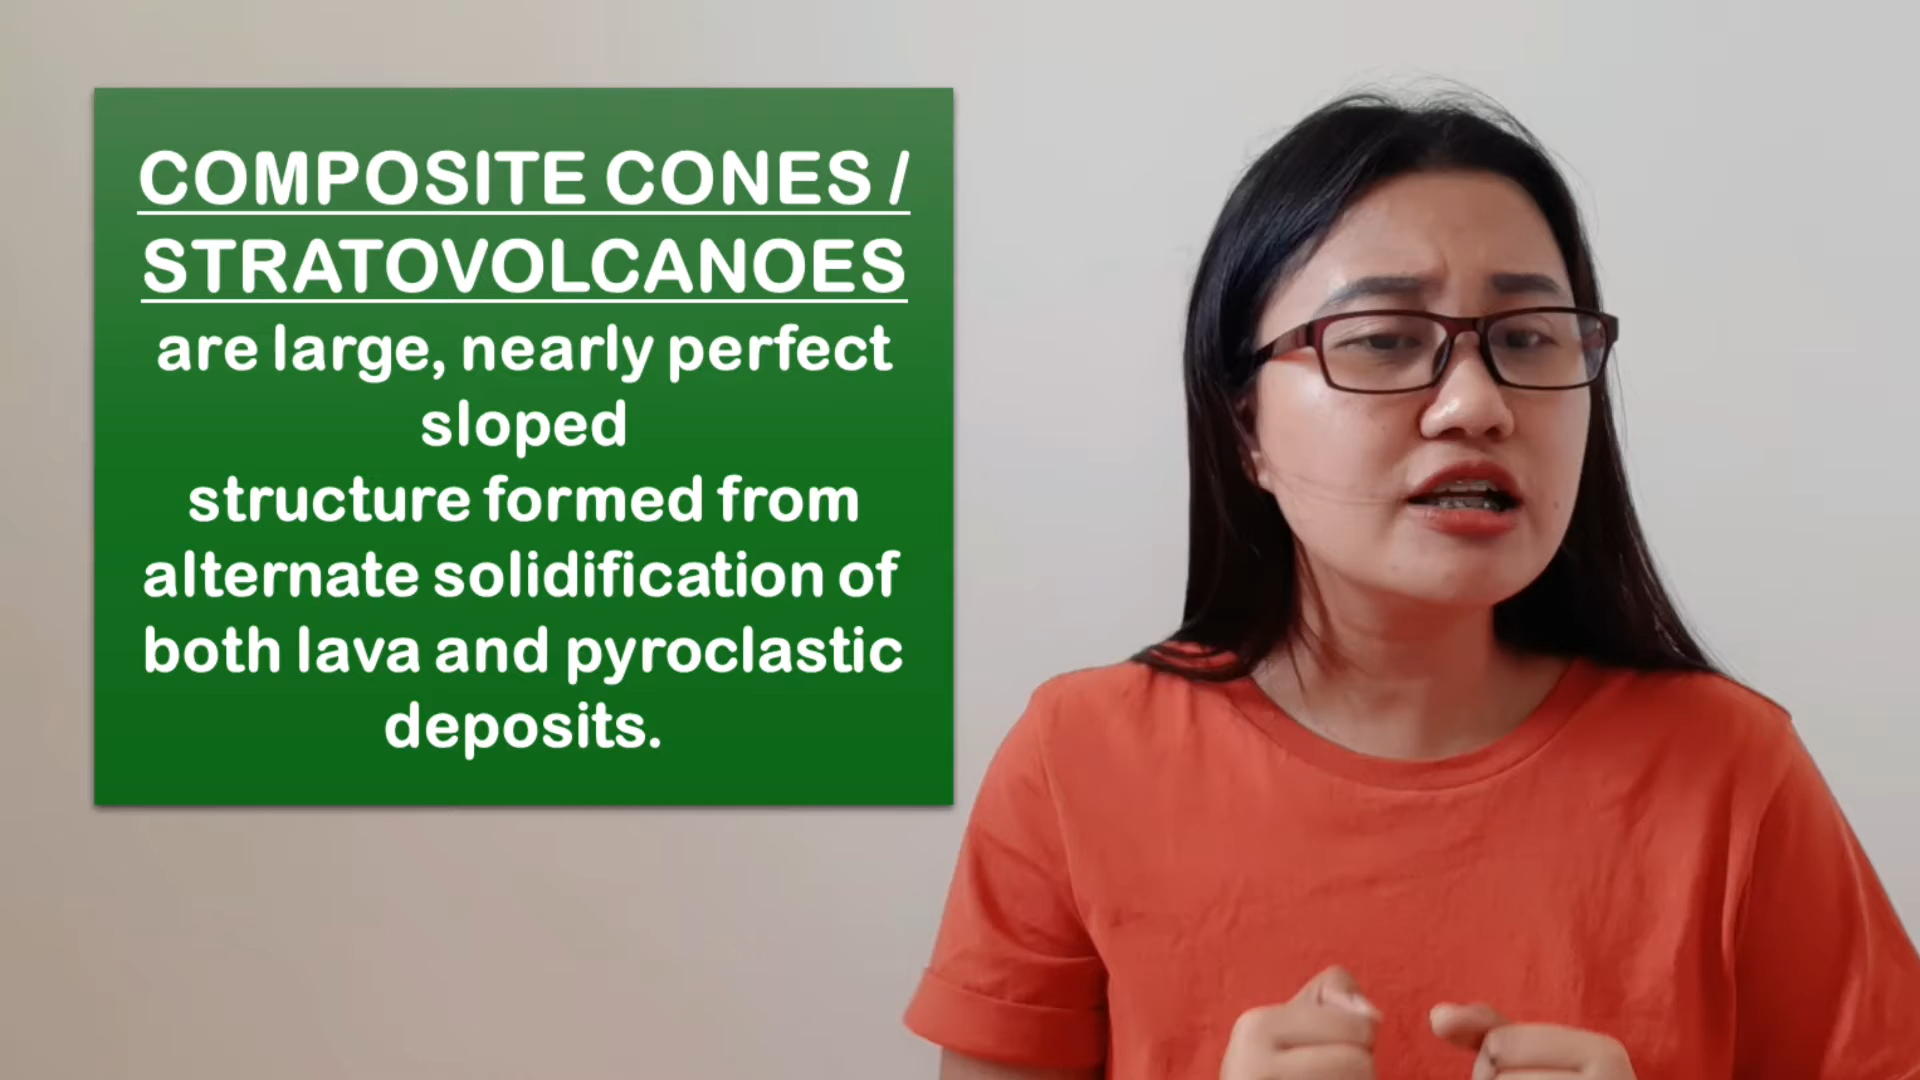 COMPOSITE CONES /
STRATOVOLCANOES
are large, nearly perfect
sloped
structure formed from
alternate solidification of
both lava and pyroclastic
deposits.